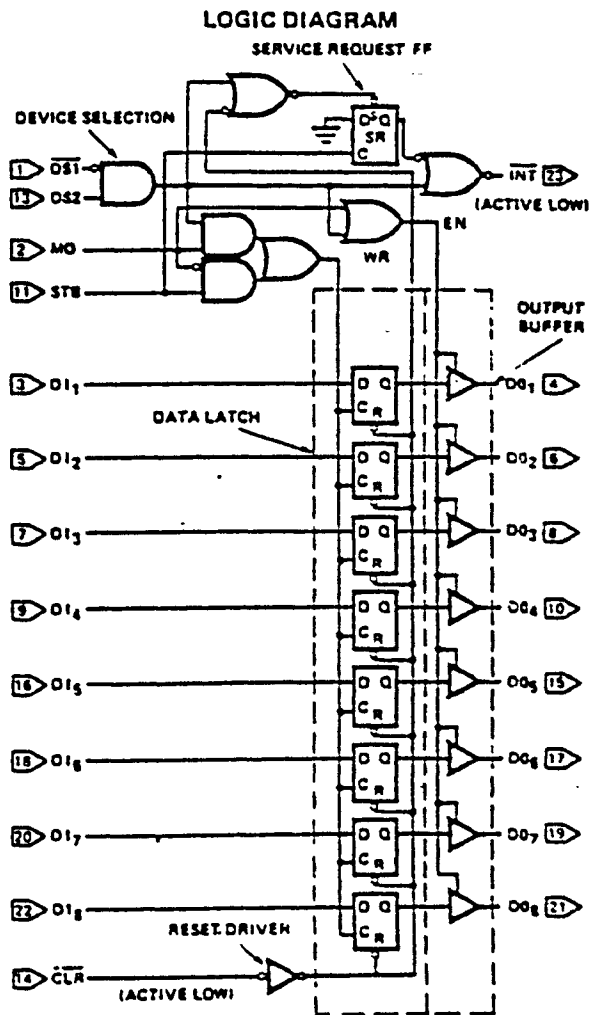 LOGIC DIAGRAM
SERVICE REQUEST FF
DEVICE SELECTION
D S Q
SR
C
1 DS1
13 DS2
INT 23
(ACTIVE LOW)
EN
WR
2 MD
11 STB
OUTPUT
BUFFER
3 DI1 D Q DO1 4
C R
DATA LATCH
5 DI2 D Q DO2 6
C R
7 DI3 D Q DO3 8
C R
9 DI4 D Q DO4 10
C R
16 DI5 D Q DO5 15
C R
18 DI6 D Q DO6 17
C R
20 DI7 D Q DO7 19
C R
22 DI8 D Q DO8 21
C R
RESET DRIVER
14 CLR
(ACTIVE LOW)